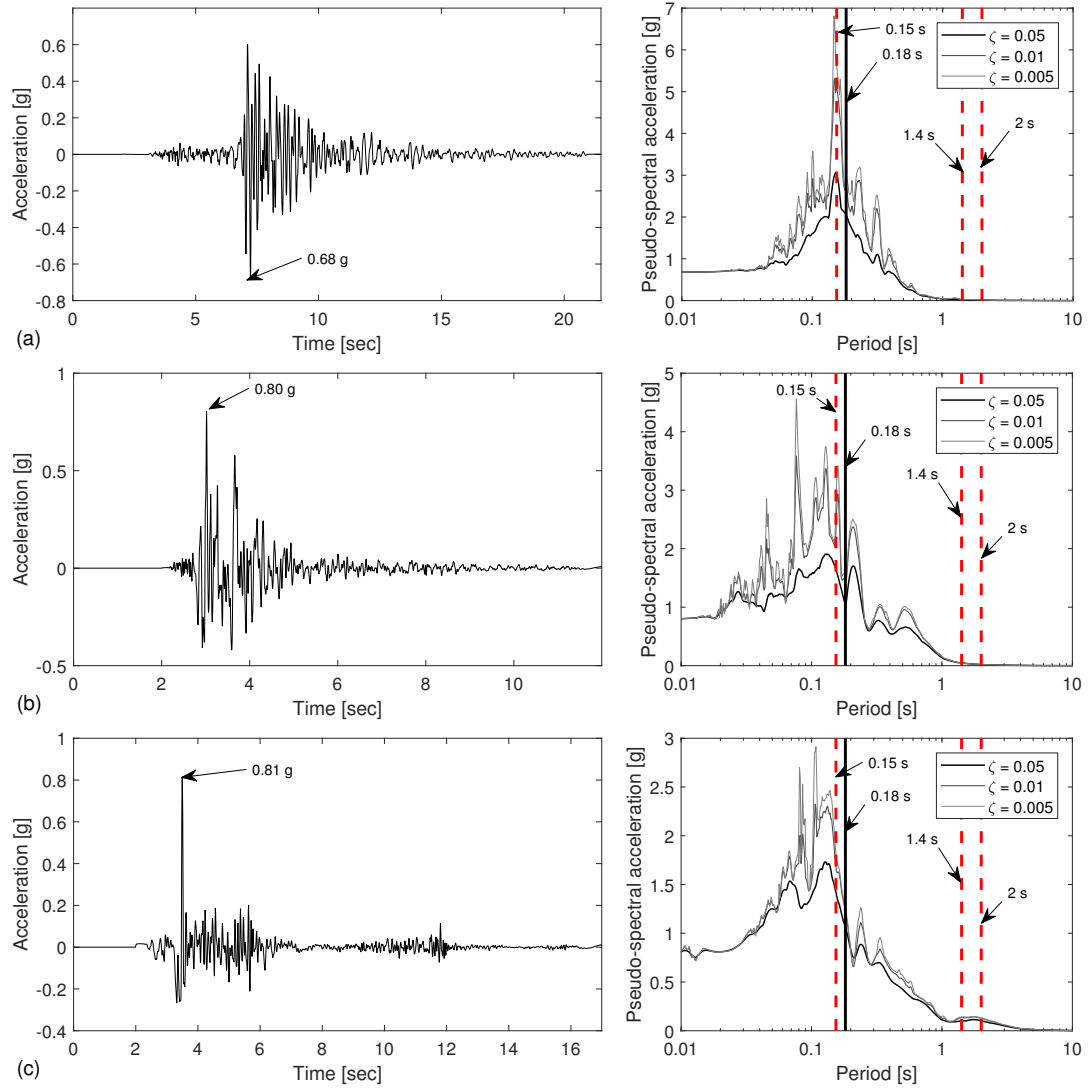 0.6
0.4
0.2
0
-0.2
-0.4
-0.6
-0.8
Acceleration [g]
0.68 g
0 5 10 15 20
Time [sec]
(a)
7
6
5
4
3
2
1
0
Pseudo-spectral acceleration [g]
0.15 s
0.18 s
1.4 s
2 s
ζ = 0.05
ζ = 0.01
ζ = 0.005
0.01 0.1 1 10
Period [s]
1
0.5
0
-0.5
Acceleration [g]
0.80 g
0 2 4 6 8 10
Time [sec]
(b)
5
4
3
2
1
0
Pseudo-spectral acceleration [g]
0.15 s
0.18 s
1.4 s
2 s
ζ = 0.05
ζ = 0.01
ζ = 0.005
0.01 0.1 1 10
Period [s]
1
0.8
0.6
0.4
0.2
0
-0.2
-0.4
Acceleration [g]
0.81 g
0 2 4 6 8 10 12 14 16
Time [sec]
(c)
3
2.5
2
1.5
1
0.5
0
Pseudo-spectral acceleration [g]
0.15 s
0.18 s
1.4 s
2 s
ζ = 0.05
ζ = 0.01
ζ = 0.005
0.01 0.1 1 10
Period [s]